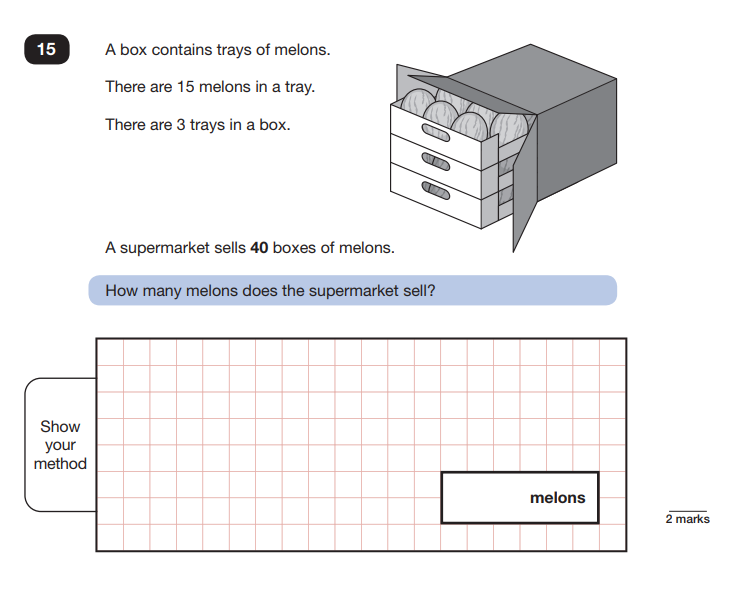 15
A box contains trays of melons.
There are 15 melons in a tray.
There are 3 trays in a box.
A supermarket sells 40 boxes of melons.
How many melons does the supermarket sell?
Show
your
method
melons
2 marks